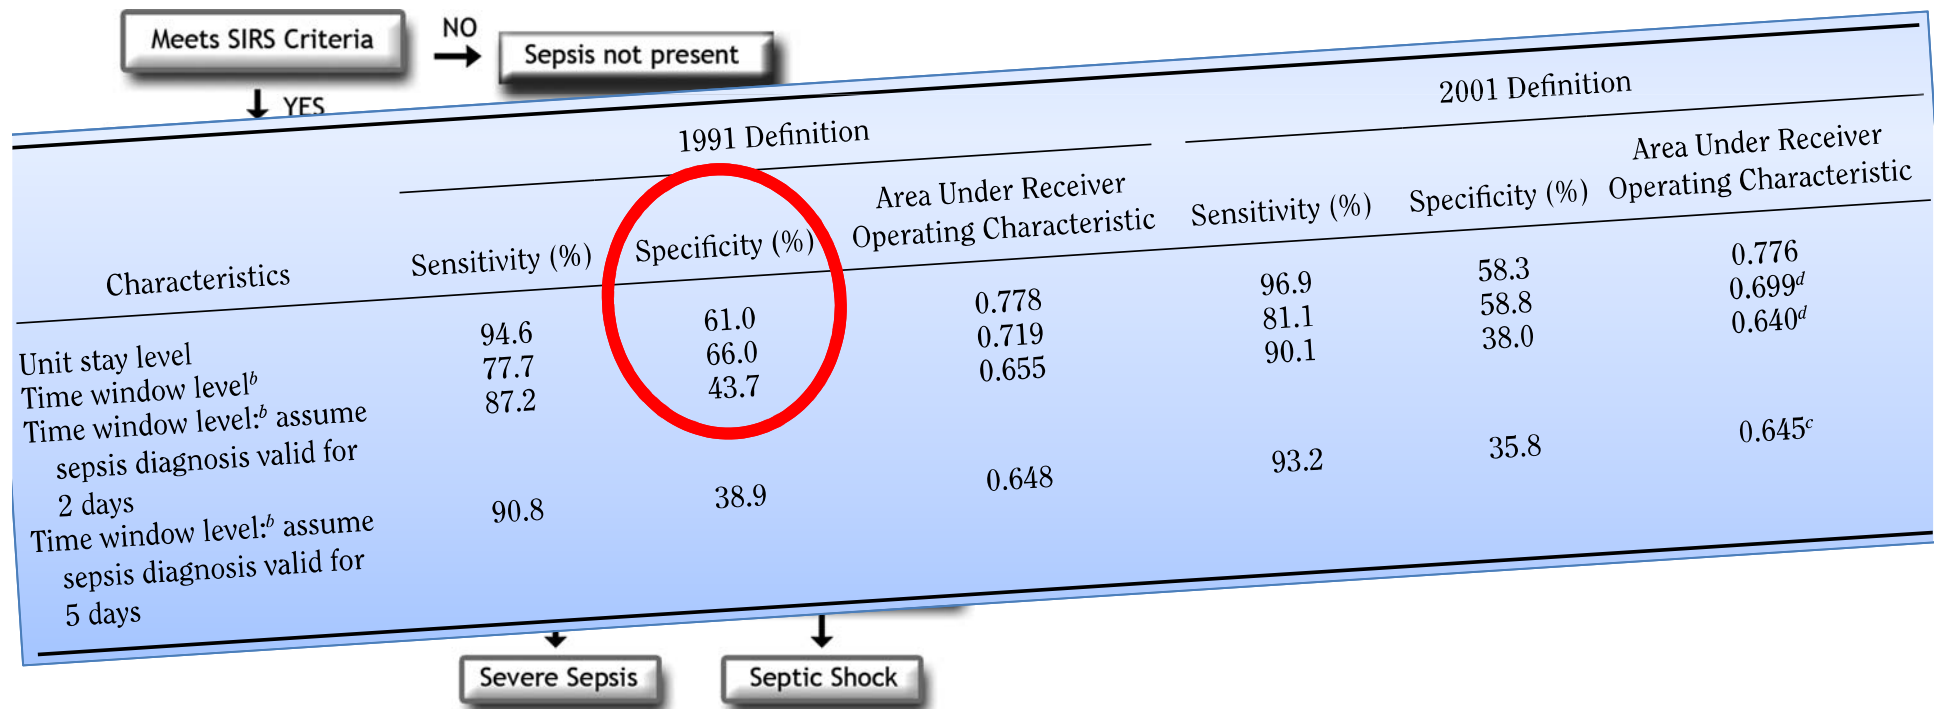 Meets SIRS Criteria
NO
Sepsis not present
YES
1991 Definition
2001 Definition
Characteristics
Sensitivity (%)
Specificity (%)
Area Under Receiver
Operating Characteristic
Sensitivity (%)
Specificity (%)
Area Under Receiver
Operating Characteristic
Unit stay level 94.6 61.0 0.778 96.9 58.3 0.776
Time window levelᵇ 77.7 66.0 0.719 81.1 58.8 0.699ᵈ
Time window level:ᵇ assume 87.2 43.7 0.655 90.1 38.0 0.640ᵈ
sepsis diagnosis valid for
2 days
Time window level:ᵇ assume 90.8 38.9 0.648 93.2 35.8 0.645ᶜ
sepsis diagnosis valid for
5 days
Severe Sepsis
Septic Shock